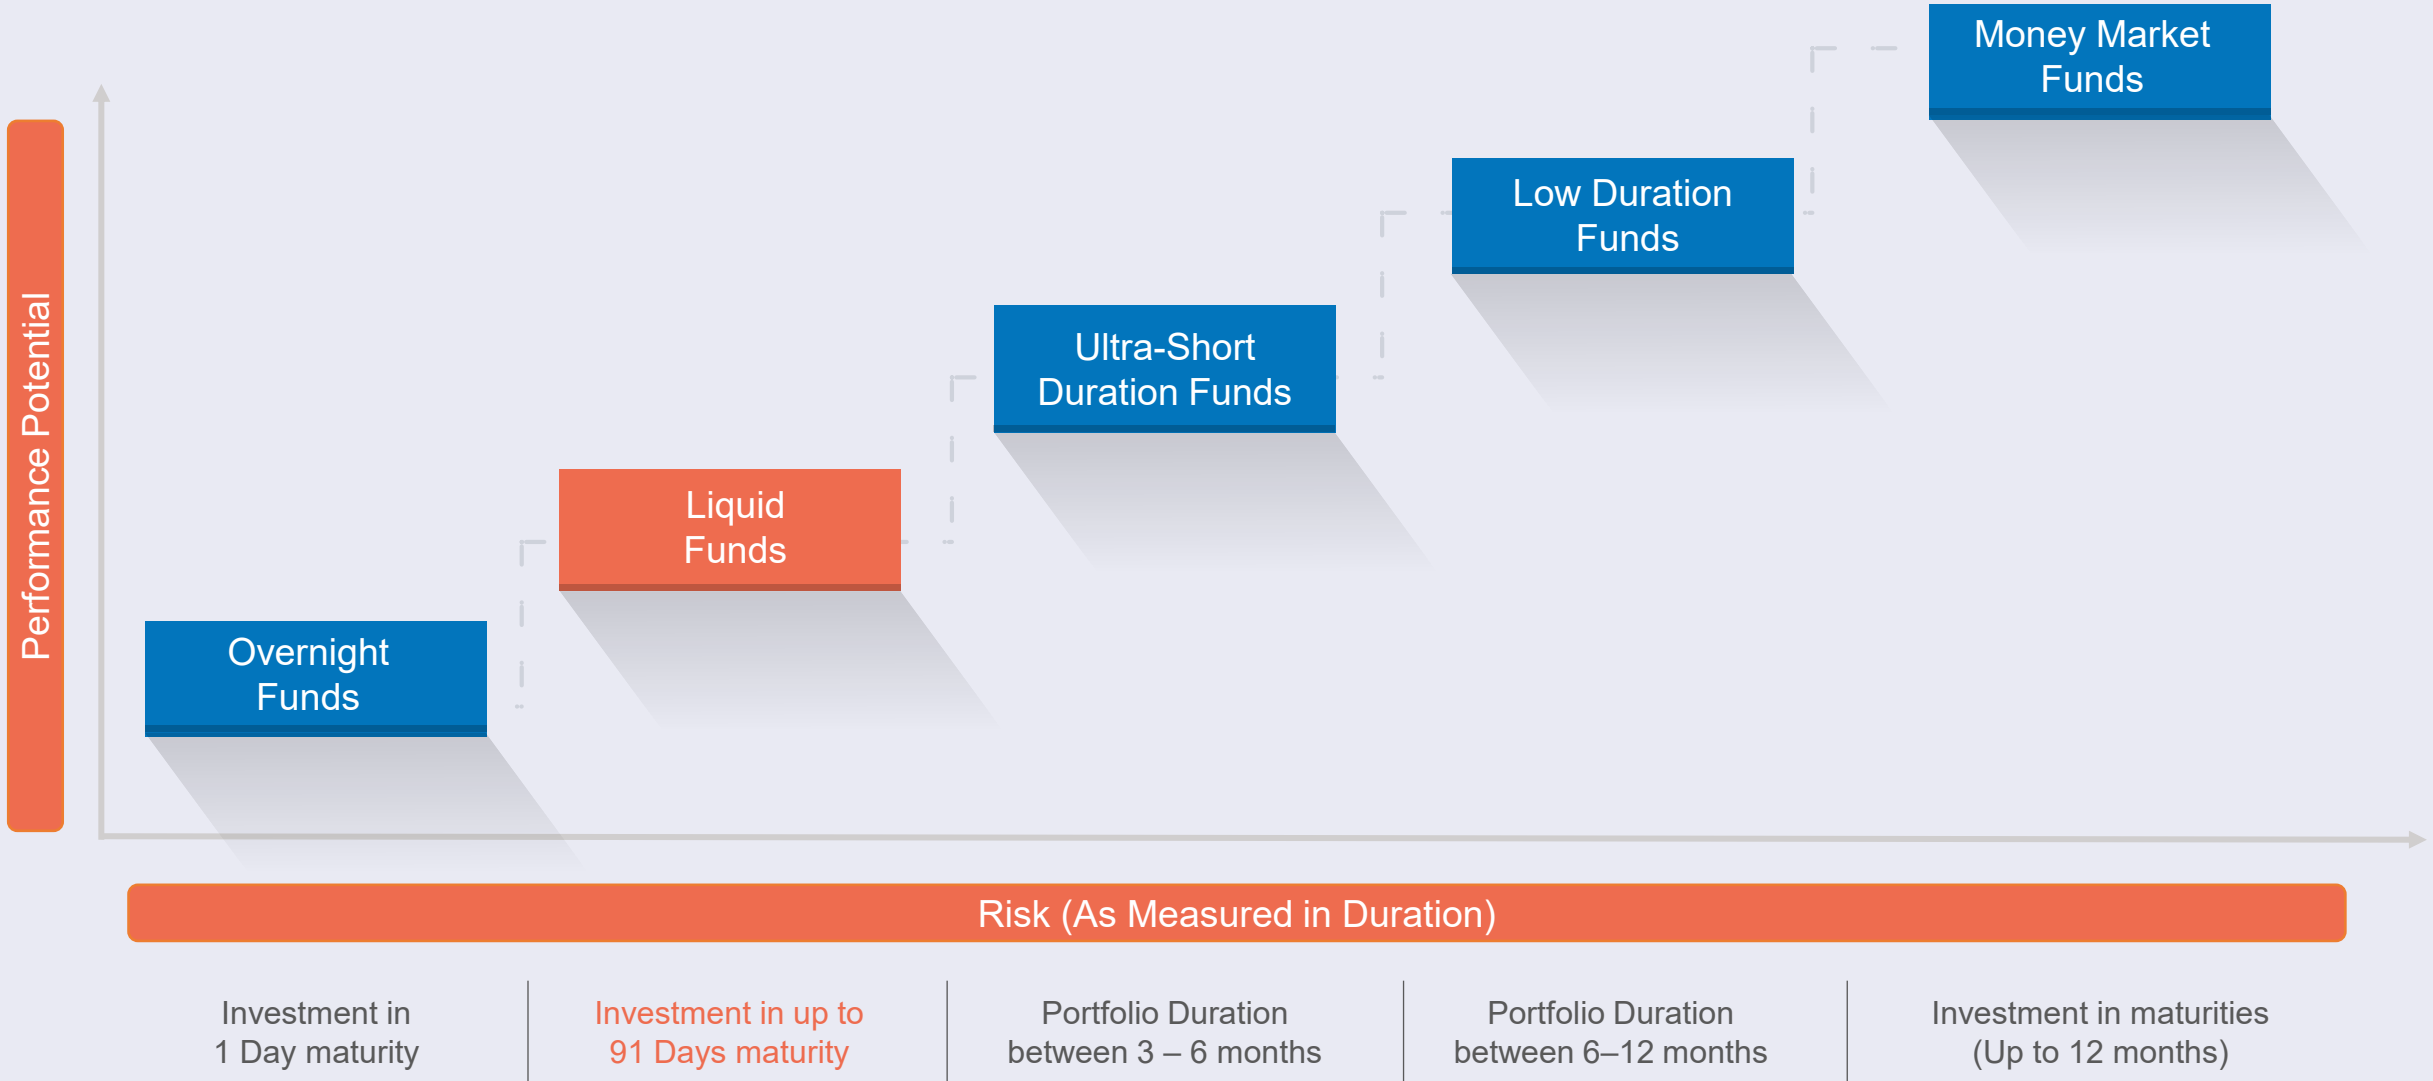 Money Market
Funds
Low Duration
Funds
Ultra-Short
Duration Funds
Liquid
Funds
Overnight
Funds
Performance Potential
Risk (As Measured in Duration)
Investment in
1 Day maturity
Investment in up to
91 Days maturity
Portfolio Duration
between 3 – 6 months
Portfolio Duration
between 6–12 months
Investment in maturities
(Up to 12 months)